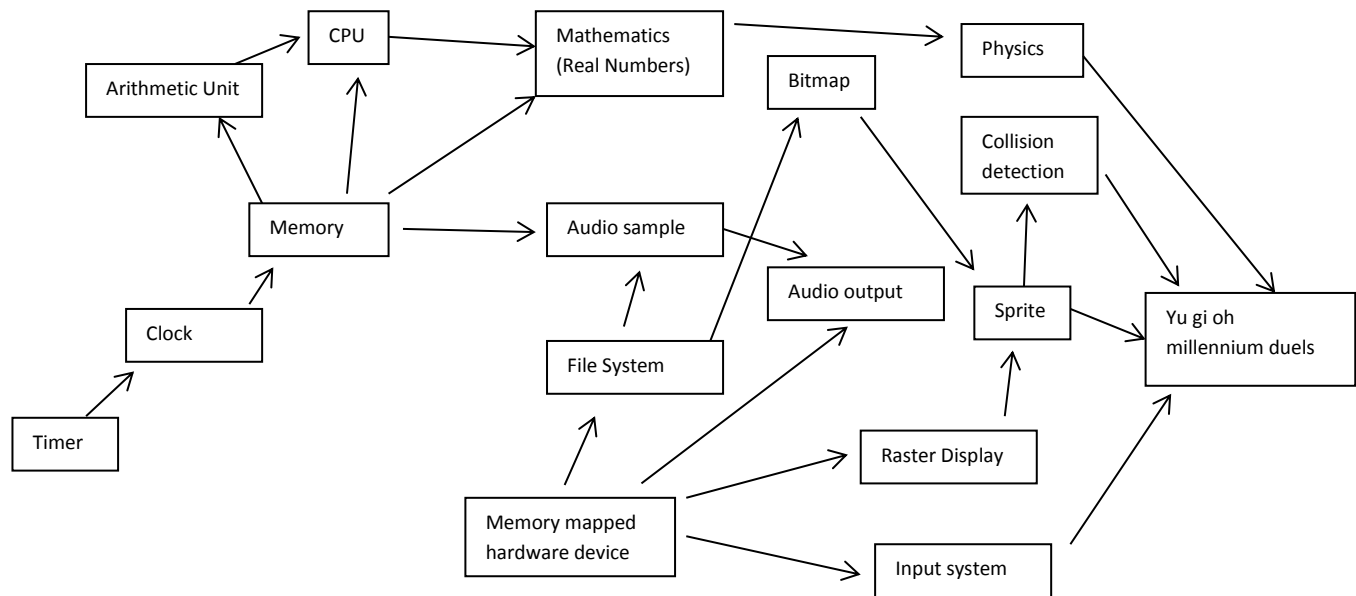 CPU
Mathematics
(Real Numbers)
Physics
Arithmetic Unit
Bitmap
Collision
detection
Memory
Audio sample
Audio output
Sprite
Yu gi oh
millennium duels
Clock
File System
Timer
Raster Display
Memory mapped
hardware device
Input system